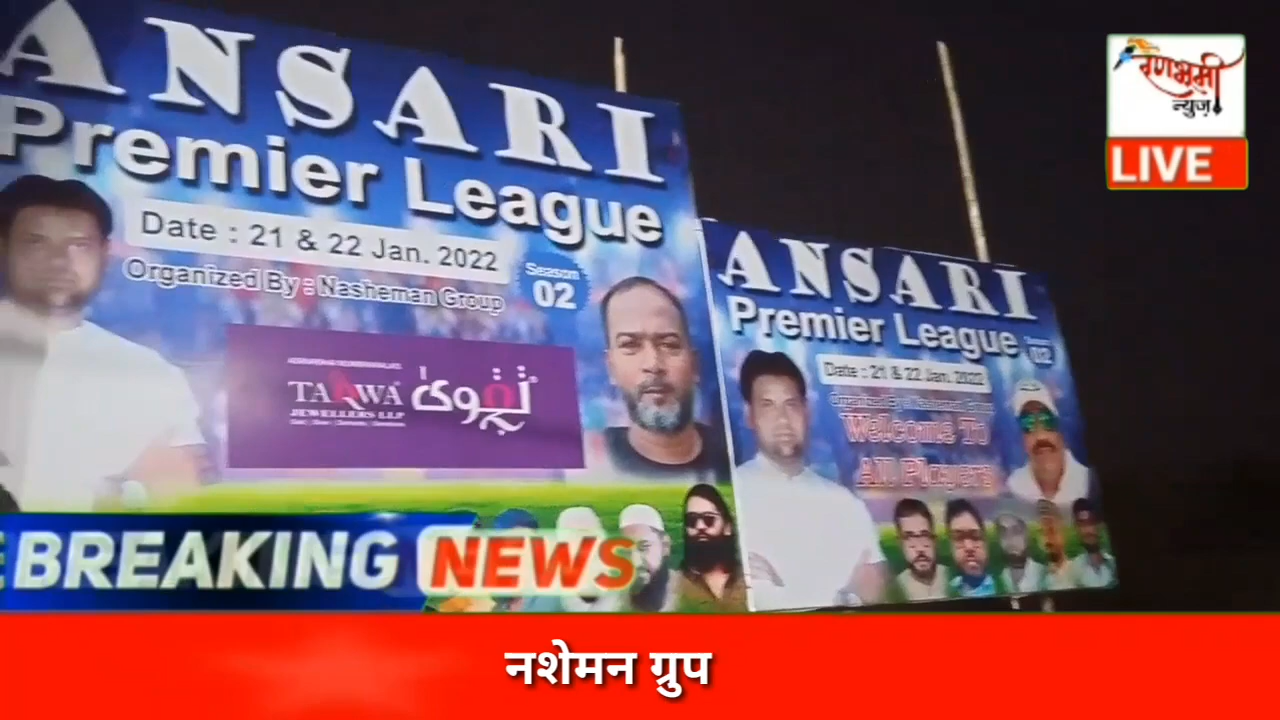 ANSARI
Premier League
Date : 21 & 22 Jan. 2022
Organized By : Nasheman Group
Season
02
TAQWA
JEWELLERS LLP
تقویٰ
ANSARI
Premier League
02
Date : 21 & 22 Jan. 2022
Welcome To
All Players
रणभूमी
न्युज़
LIVE
BREAKING NEWS
नशेमन ग्रुप